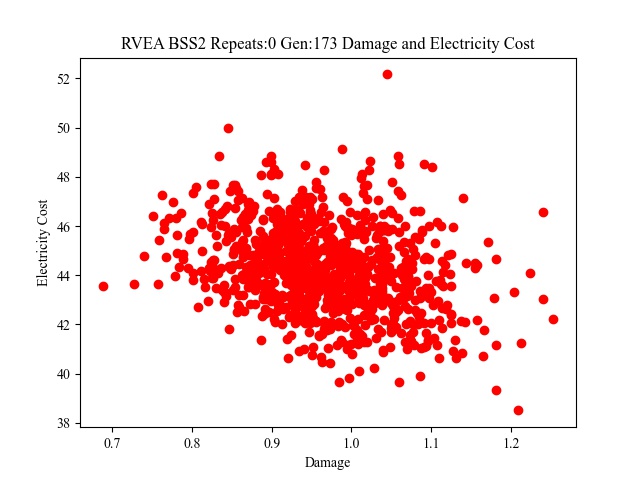 RVEA BSS2 Repeats:0 Gen:173 Damage and Electricity Cost
52
50
48
46
44
42
40
38
Electricity Cost
0.7 0.8 0.9 1.0 1.1 1.2
Damage